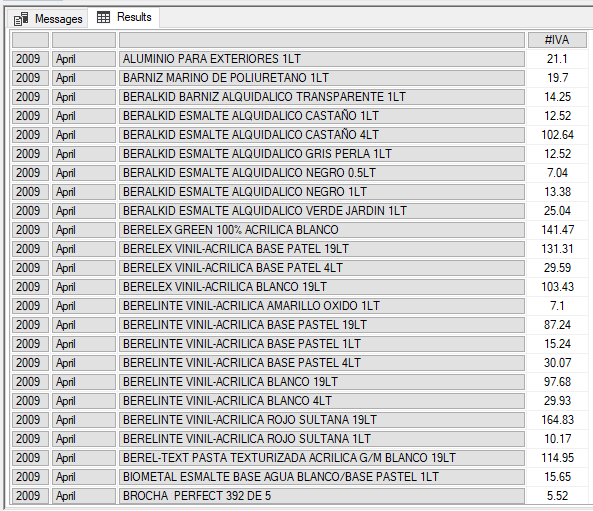 Messages Results
#IVA
2009 April ALUMINIO PARA EXTERIORES 1LT 21.1
2009 April BARNIZ MARINO DE POLIURETANO 1LT 19.7
2009 April BERALKID BARNIZ ALQUIDALICO TRANSPARENTE 1LT 14.25
2009 April BERALKID ESMALTE ALQUIDALICO CASTAÑO 1LT 12.52
2009 April BERALKID ESMALTE ALQUIDALICO CASTAÑO 4LT 102.64
2009 April BERALKID ESMALTE ALQUIDALICO GRIS PERLA 1LT 12.52
2009 April BERALKID ESMALTE ALQUIDALICO NEGRO 0.5LT 7.04
2009 April BERALKID ESMALTE ALQUIDALICO NEGRO 1LT 13.38
2009 April BERALKID ESMALTE ALQUIDALICO VERDE JARDIN 1LT 25.04
2009 April BERELEX GREEN 100% ACRILICA BLANCO 141.47
2009 April BERELEX VINIL-ACRILICA BASE PATEL 19LT 131.31
2009 April BERELEX VINIL-ACRILICA BASE PATEL 4LT 29.59
2009 April BERELEX VINIL-ACRILICA BLANCO 19LT 103.43
2009 April BERELINTE VINIL-ACRILICA AMARILLO OXIDO 1LT 7.1
2009 April BERELINTE VINIL-ACRILICA BASE PASTEL 19LT 87.24
2009 April BERELINTE VINIL-ACRILICA BASE PASTEL 1LT 15.24
2009 April BERELINTE VINIL-ACRILICA BASE PASTEL 4LT 30.07
2009 April BERELINTE VINIL-ACRILICA BLANCO 19LT 97.68
2009 April BERELINTE VINIL-ACRILICA BLANCO 4LT 29.93
2009 April BERELINTE VINIL-ACRILICA ROJO SULTANA 19LT 164.83
2009 April BERELINTE VINIL-ACRILICA ROJO SULTANA 1LT 10.17
2009 April BEREL-TEXT PASTA TEXTURIZADA ACRILICA G/M BLANCO 19LT 114.95
2009 April BIOMETAL ESMALTE BASE AGUA BLANCO/BASE PASTEL 1LT 15.65
2009 April BROCHA PERFECT 392 DE 5 5.52